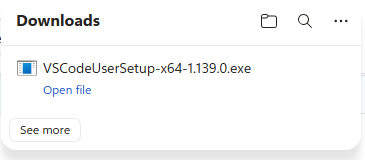 Downloads
VSCodeUserSetup-x64-1.139.0.exe
Open file
See more